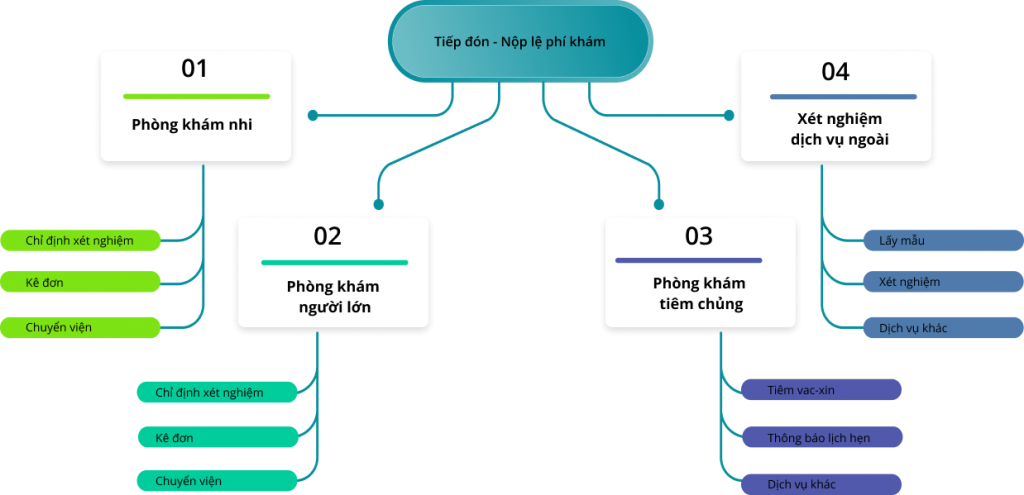 Tiếp đón - Nộp lệ phí khám
01
Phòng khám nhi
Chỉ định xét nghiệm
Kê đơn
Chuyển viện
02
Phòng khám
người lớn
Chỉ định xét nghiệm
Kê đơn
Chuyển viện
03
Phòng khám
tiêm chủng
Tiêm vac-xin
Thông báo lịch hẹn
Dịch vụ khác
04
Xét nghiệm
dịch vụ ngoài
Lấy mẫu
Xét nghiệm
Dịch vụ khác